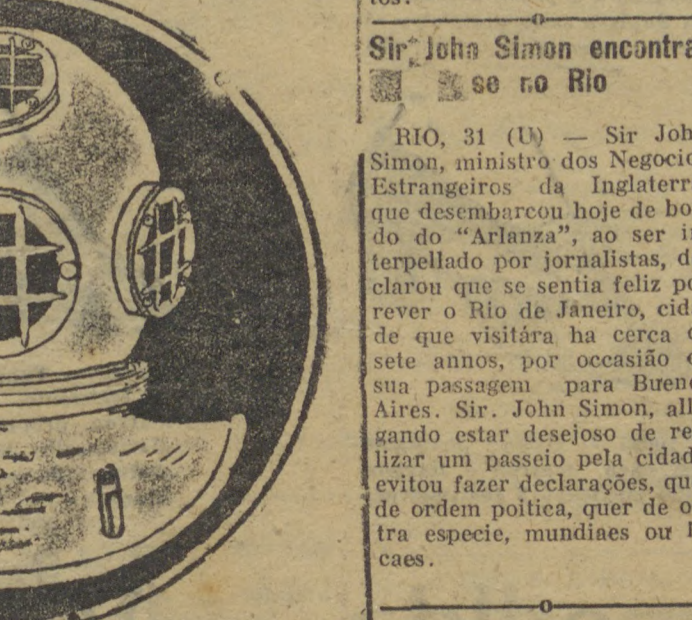 tos.
Sir John Simon encontra
se no Rio
RIO, 31 (U) — Sir Joh
Simon, ministro dos Negocio
Estrangeiros da Inglaterr
que desembarcou hoje de bo
do do "Arlanza", ao ser i
terpellado por jornalistas, d
clarou que se sentia feliz po
rever o Rio de Janeiro, cid
de que visitára ha cerca
sete annos, por occasião
sua passagem para Bueno
Aires. Sir. John Simon, all
gando estar desejoso de re
lizar um passeio pela cidad
evitou fazer declarações, qu
de ordem poitica, quer de o
tra especie, mundiaes ou l
caes.